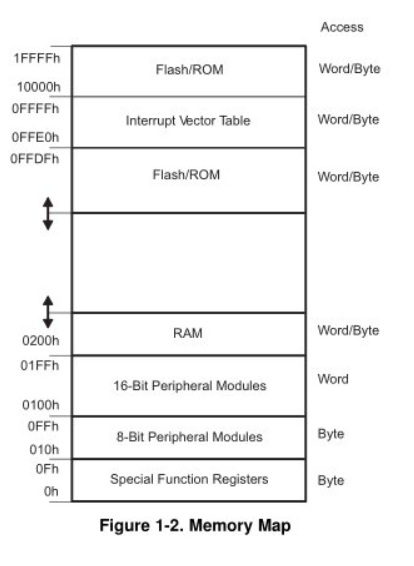 Access
1FFFFh
Flash/ROM Word/Byte
10000h
0FFFFh
Interrupt Vector Table Word/Byte
0FFE0h
0FFDFh
Flash/ROM Word/Byte
RAM Word/Byte
0200h
01FFh
16-Bit Peripheral Modules Word
0100h
0FFh
8-Bit Peripheral Modules Byte
010h
0Fh
Special Function Registers Byte
0h
Figure 1-2. Memory Map